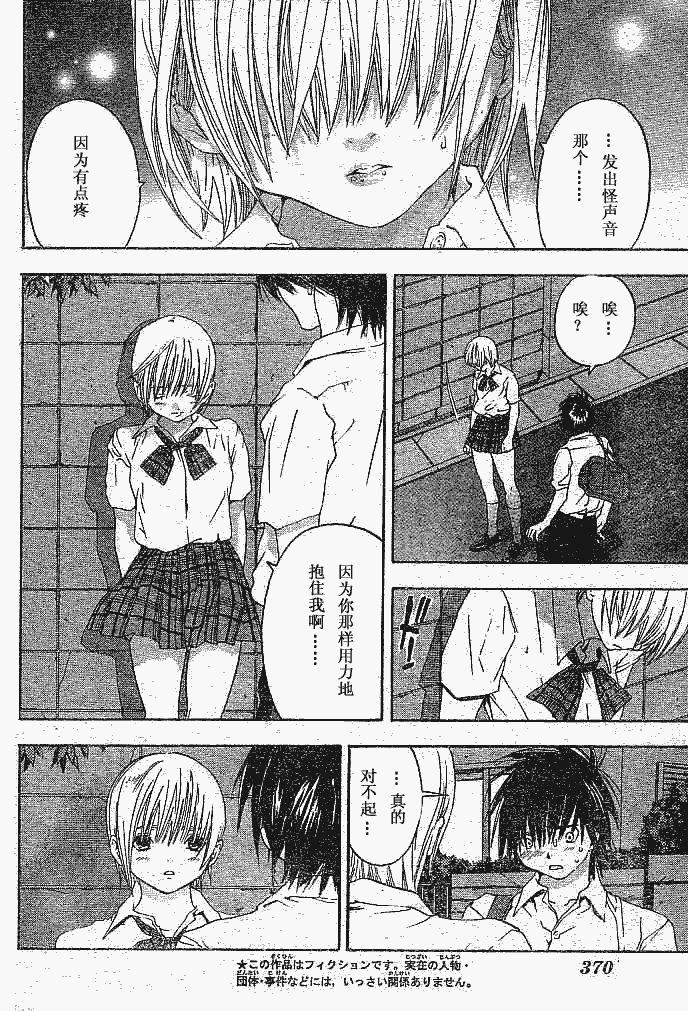 …发出怪声音
那个……
因为有点疼
唉…
唉？
因为你那样用力地
抱住我啊……
…真的
对不起…
★この作品はフィクションです。実在の人物・
団体・事件などには、いっさい関係ありません。
370